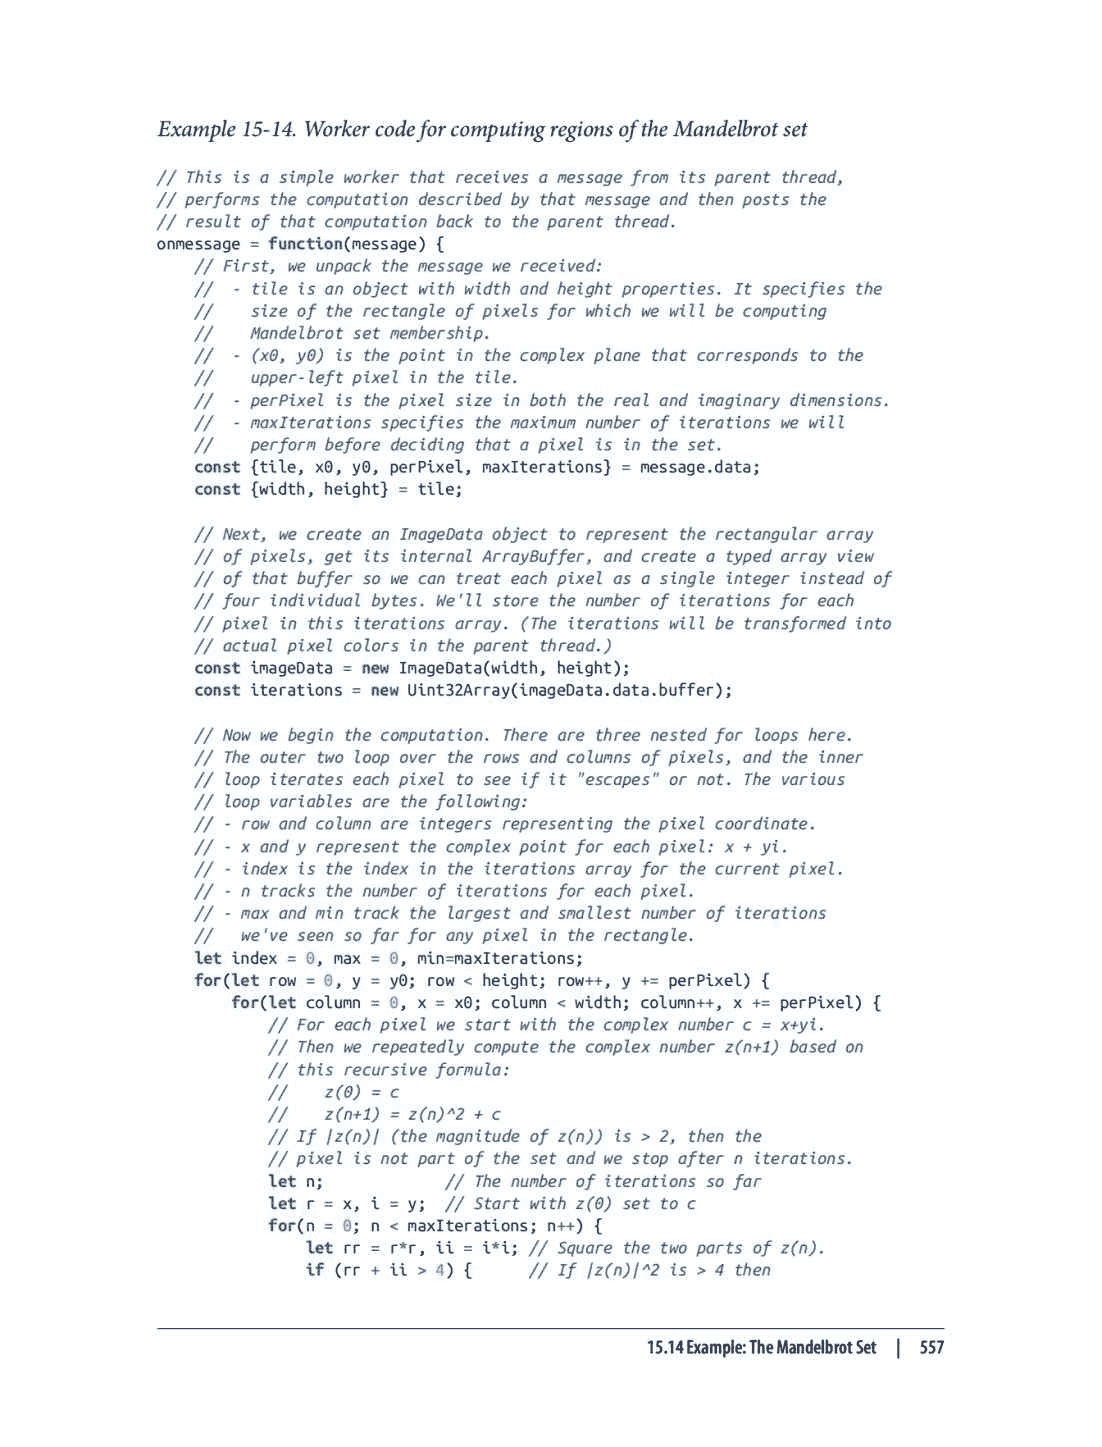 Example 15-14. Worker code for computing regions of the Mandelbrot set
// This is a simple worker that receives a message from its parent thread,
// performs the computation described by that message and then posts the
// result of that computation back to the parent thread.
onmessage = function(message) {
    // First, we unpack the message we received:
    //  - tile is an object with width and height properties. It specifies the
    //    size of the rectangle of pixels for which we will be computing
    //    Mandelbrot set membership.
    //  - (x0, y0) is the point in the complex plane that corresponds to the
    //    upper-left pixel in the tile.
    //  - perPixel is the pixel size in both the real and imaginary dimensions.
    //  - maxIterations specifies the maximum number of iterations we will
    //    perform before deciding that a pixel is in the set.
    const {tile, x0, y0, perPixel, maxIterations} = message.data;
    const {width, height} = tile;

    // Next, we create an ImageData object to represent the rectangular array
    // of pixels, get its internal ArrayBuffer, and create a typed array view
    // of that buffer so we can treat each pixel as a single integer instead of
    // four individual bytes. We'll store the number of iterations for each
    // pixel in this iterations array. (The iterations will be transformed into
    // actual pixel colors in the parent thread.)
    const imageData = new ImageData(width, height);
    const iterations = new Uint32Array(imageData.data.buffer);

    // Now we begin the computation. There are three nested for loops here.
    // The outer two loop over the rows and columns of pixels, and the inner
    // loop iterates each pixel to see if it "escapes" or not. The various
    // loop variables are the following:
    // - row and column are integers representing the pixel coordinate.
    // - x and y represent the complex point for each pixel: x + yi.
    // - index is the index in the iterations array for the current pixel.
    // - n tracks the number of iterations for each pixel.
    // - max and min track the largest and smallest number of iterations
    //   we've seen so far for any pixel in the rectangle.
    let index = 0, max = 0, min=maxIterations;
    for(let row = 0, y = y0; row < height; row++, y += perPixel) {
        for(let column = 0, x = x0; column < width; column++, x += perPixel) {
            // For each pixel we start with the complex number c = x+yi.
            // Then we repeatedly compute the complex number z(n+1) based on
            // this recursive formula:
            //    z(0) = c
            //    z(n+1) = z(n)^2 + c
            // If |z(n)| (the magnitude of z(n)) is > 2, then the
            // pixel is not part of the set and we stop after n iterations.
            let n;             // The number of iterations so far
            let r = x, i = y;  // Start with z(0) set to c
            for(n = 0; n < maxIterations; n++) {
                let rr = r*r, ii = i*i; // Square the two parts of z(n).
                if (rr + ii > 4) {      // If |z(n)|^2 is > 4 then
15.14 Example: The Mandelbrot Set | 557